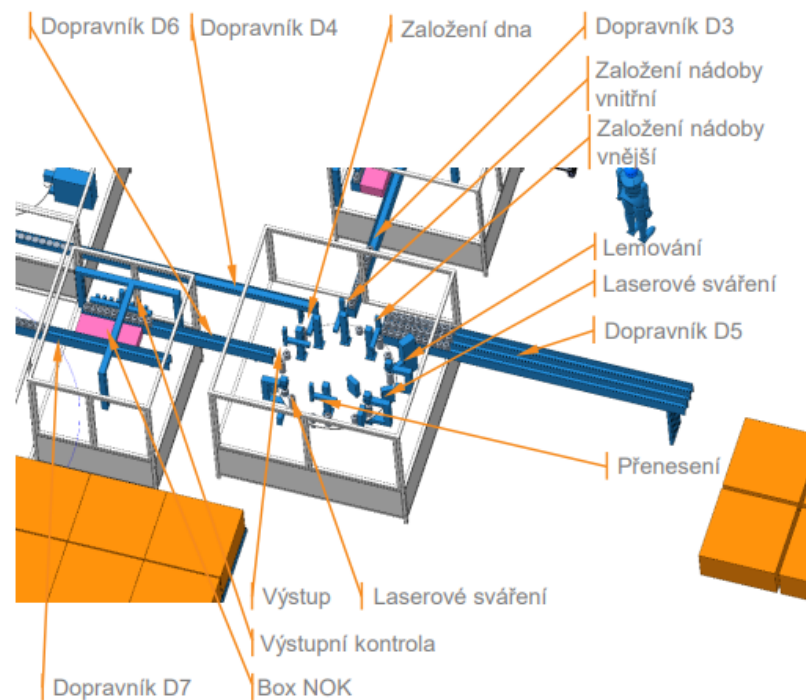 Dopravník D6
Dopravník D4
Založení dna
Dopravník D3
Založení nádoby
vnitřní
Založení nádoby
vnější
Lemování
Laserové sváření
Dopravník D5
Přenesení
Výstup
Laserové sváření
Výstupní kontrola
Dopravník D7
Box NOK